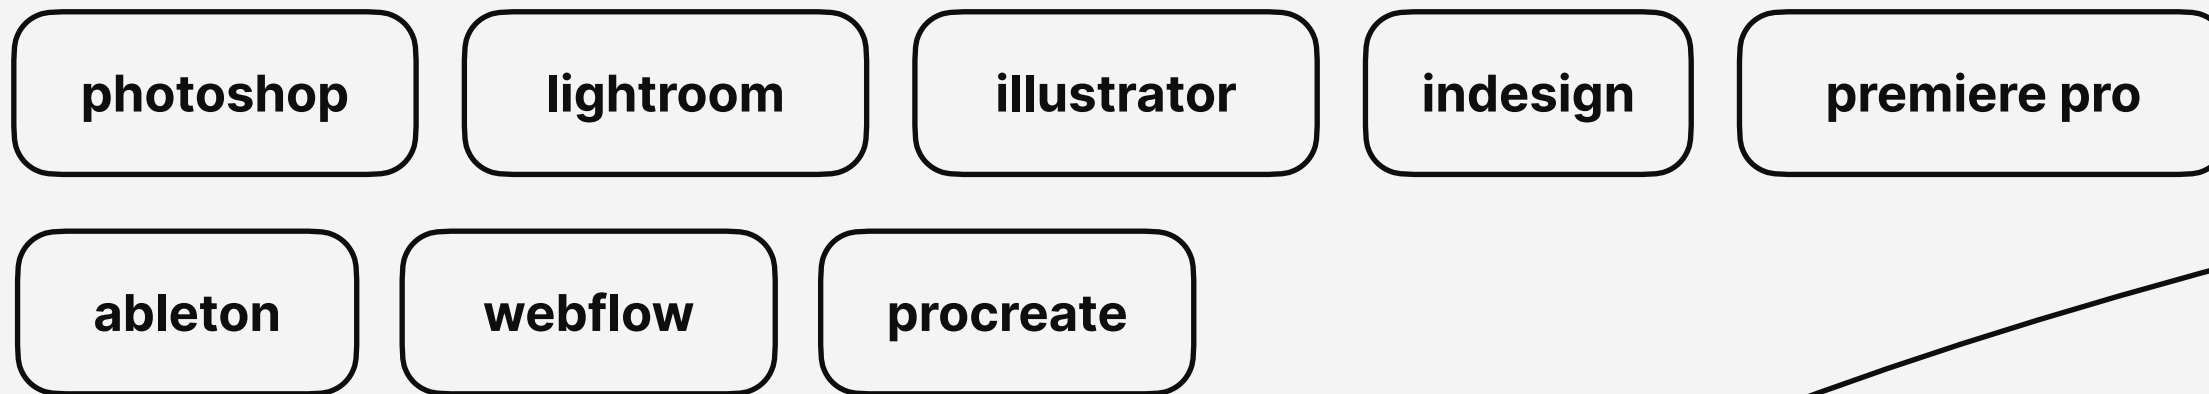 photoshop lightroom illustrator indesign premiere pro
ableton webflow procreate